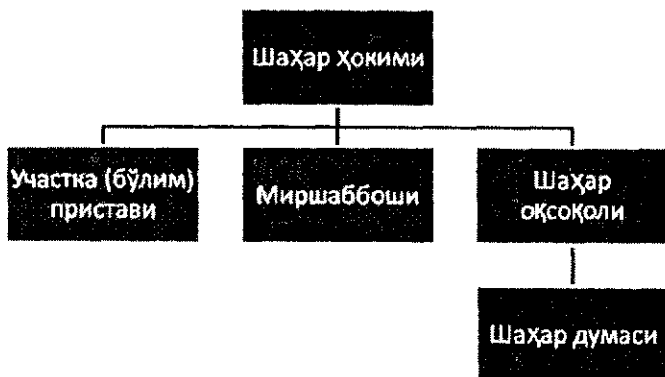 Шаҳар ҳокими
Участка (бўлим)
пристави
Миршаббоши
Шаҳар
оқсоқоли
Шаҳар думаси